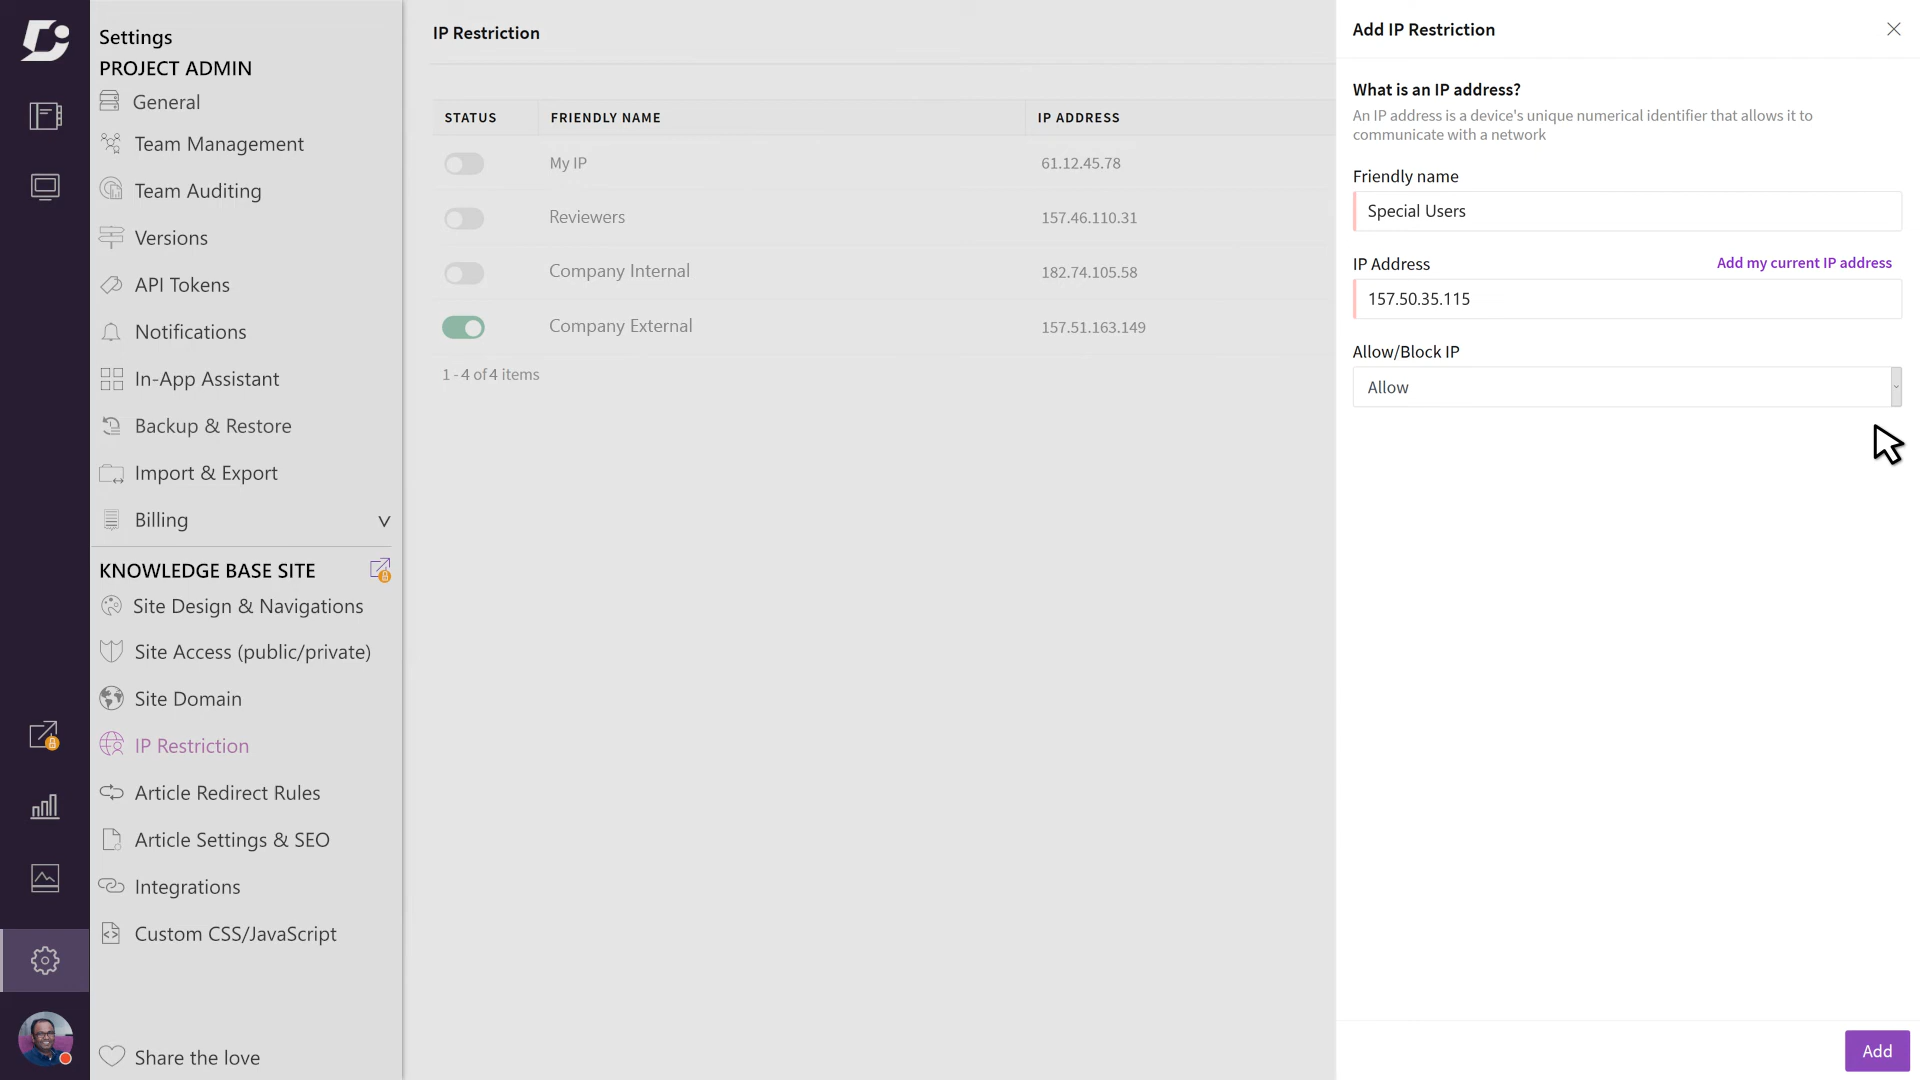 Settings
PROJECT ADMIN
General
Team Management
Team Auditing
Versions
API Tokens
Notifications
In-App Assistant
Backup & Restore
Import & Export
Billing
KNOWLEDGE BASE SITE
Site Design & Navigations
Site Access (public/private)
Site Domain
IP Restriction
Article Redirect Rules
Article Settings & SEO
Integrations
Custom CSS/JavaScript
Share the love
IP Restriction
STATUS FRIENDLY NAME IP ADDRESS
My IP 61.12.45.78
Reviewers 157.46.110.31
Company Internal 182.74.105.58
Company External 157.51.163.149
1 - 4 of 4 items
Add IP Restriction
What is an IP address?
An IP address is a device's unique numerical identifier that allows it to
communicate with a network
Friendly name
Special Users
IP Address Add my current IP address
157.50.35.115
Allow/Block IP
Allow
Add